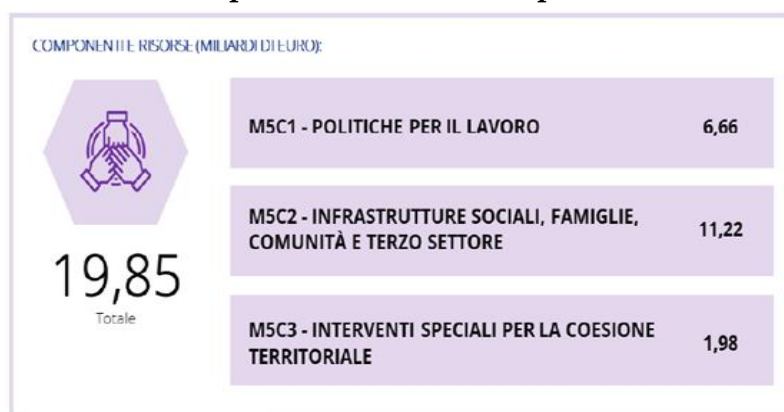 COMPONENTI E RISORSE (MILIARDI DI EURO):
M5C1 - POLITICHE PER IL LAVORO 6,66
M5C2 - INFRASTRUTTURE SOCIALI, FAMIGLIE,
COMUNITÀ E TERZO SETTORE 11,22
19,85
Totale
M5C3 - INTERVENTI SPECIALI PER LA COESIONE
TERRITORIALE 1,98